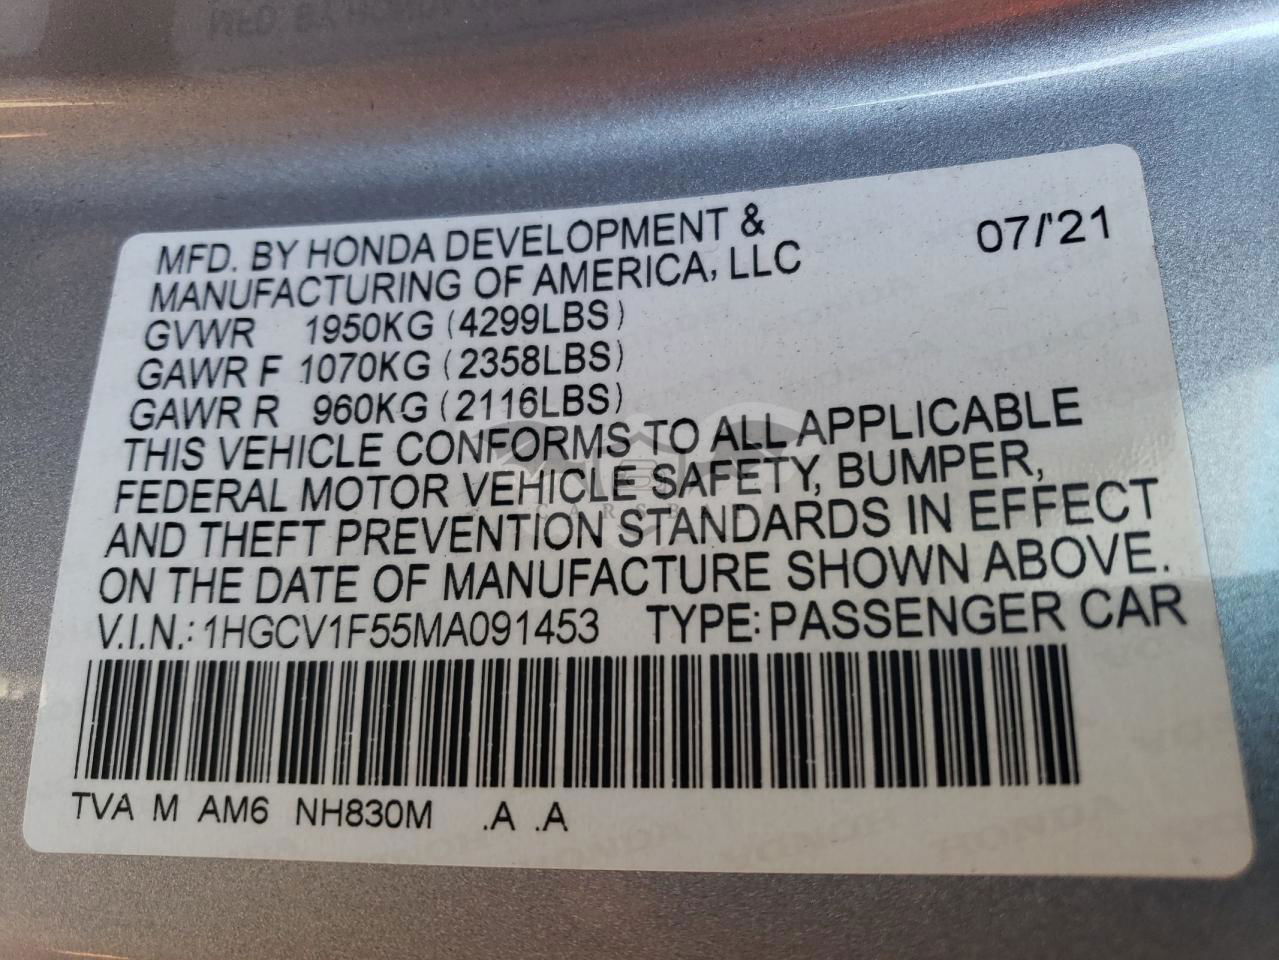 MFD. BY HONDA DEVELOPMENT & 07/'21
MANUFACTURING OF AMERICA, LLC
GVWR 1950KG (4299LBS)
GAWR F 1070KG (2358LBS)
GAWR R 960KG (2116LBS)
THIS VEHICLE CONFORMS TO ALL APPLICABLE
FEDERAL MOTOR VEHICLE SAFETY, BUMPER,
AND THEFT PREVENTION STANDARDS IN EFFECT
ON THE DATE OF MANUFACTURE SHOWN ABOVE.
V.I.N.: 1HGCV1F55MA091453 TYPE: PASSENGER CAR
TVA M AM6 NH830M .A .A